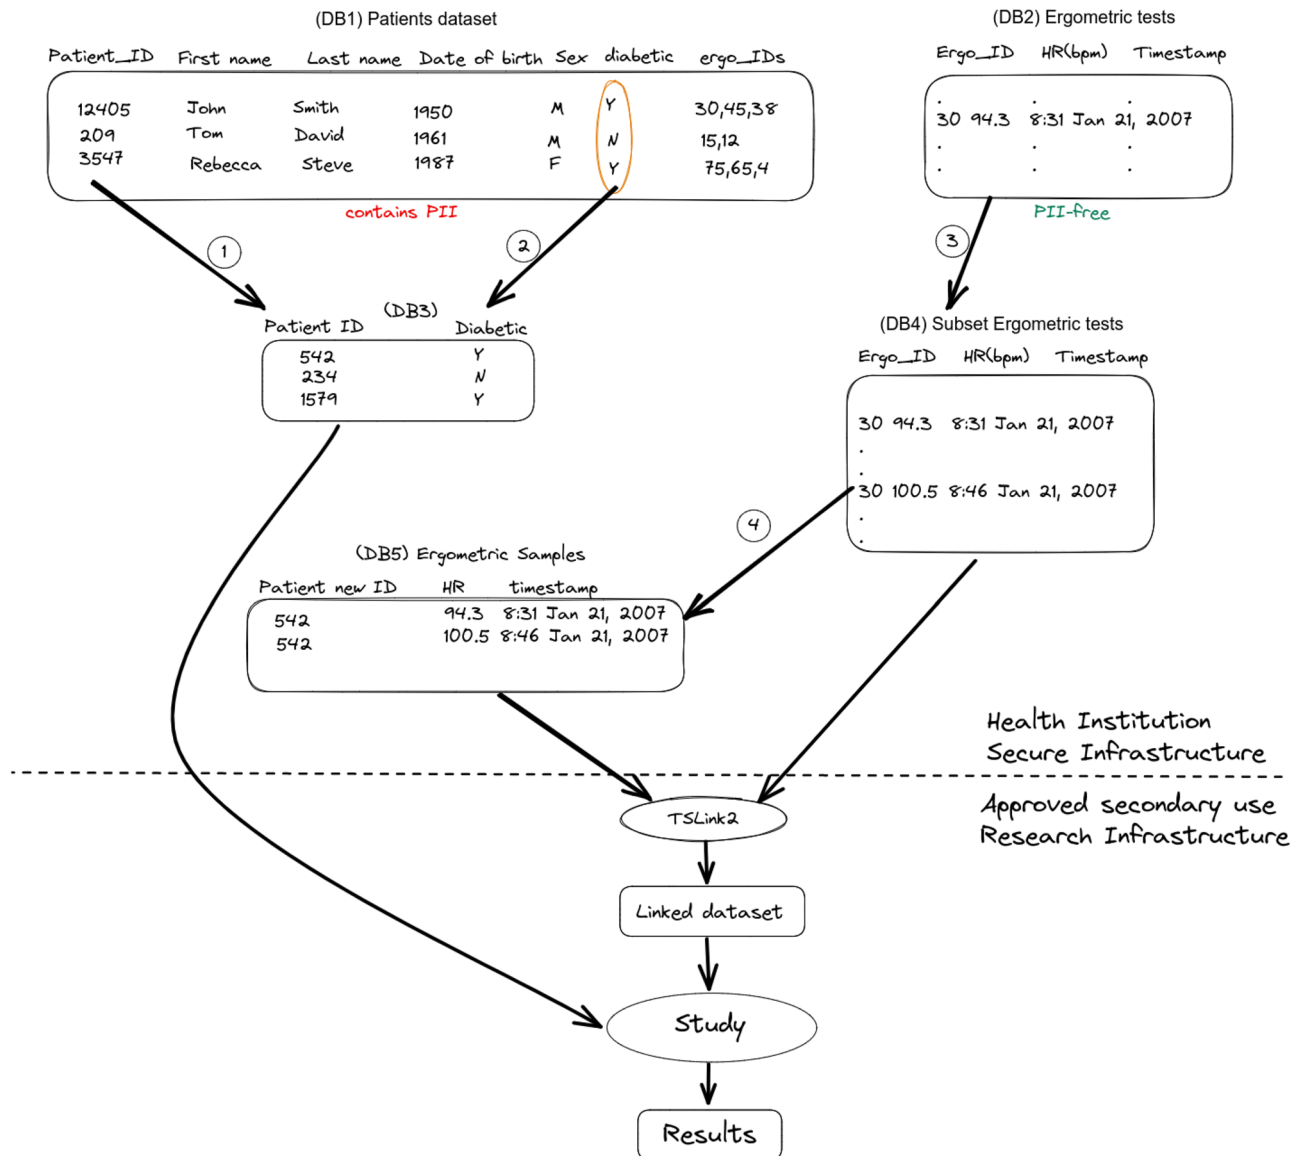 (DB1) Patients dataset
(DB2) Ergometric tests
Patient_ID First name Last name Date of birth Sex diabetic ergo_IDs
Ergo_ID HR(bpm) Timestamp
12405 John Smith 1950 M Y 30,45,38
209 Tom David 1961 M N 15,12
3547 Rebecca Steve 1987 F Y 75,65,4
. . .
30 94.3 8:31 Jan 21, 2007
. . .
. . .
contains PII
PII-free
1
2
3
(DB3)
Patient ID Diabetic
542 Y
234 N
1579 Y
(DB4) Subset Ergometric tests
Ergo_ID HR(bpm) Timestamp
30 94.3 8:31 Jan 21, 2007
.
.
30 100.5 8:46 Jan 21, 2007
.
.
4
(DB5) Ergometric Samples
Patient new ID HR timestamp
542 94.3 8:31 Jan 21, 2007
542 100.5 8:46 Jan 21, 2007
Health Institution
Secure Infrastructure
Approved secondary use
Research Infrastructure
TSLink2
Linked dataset
Study
Results